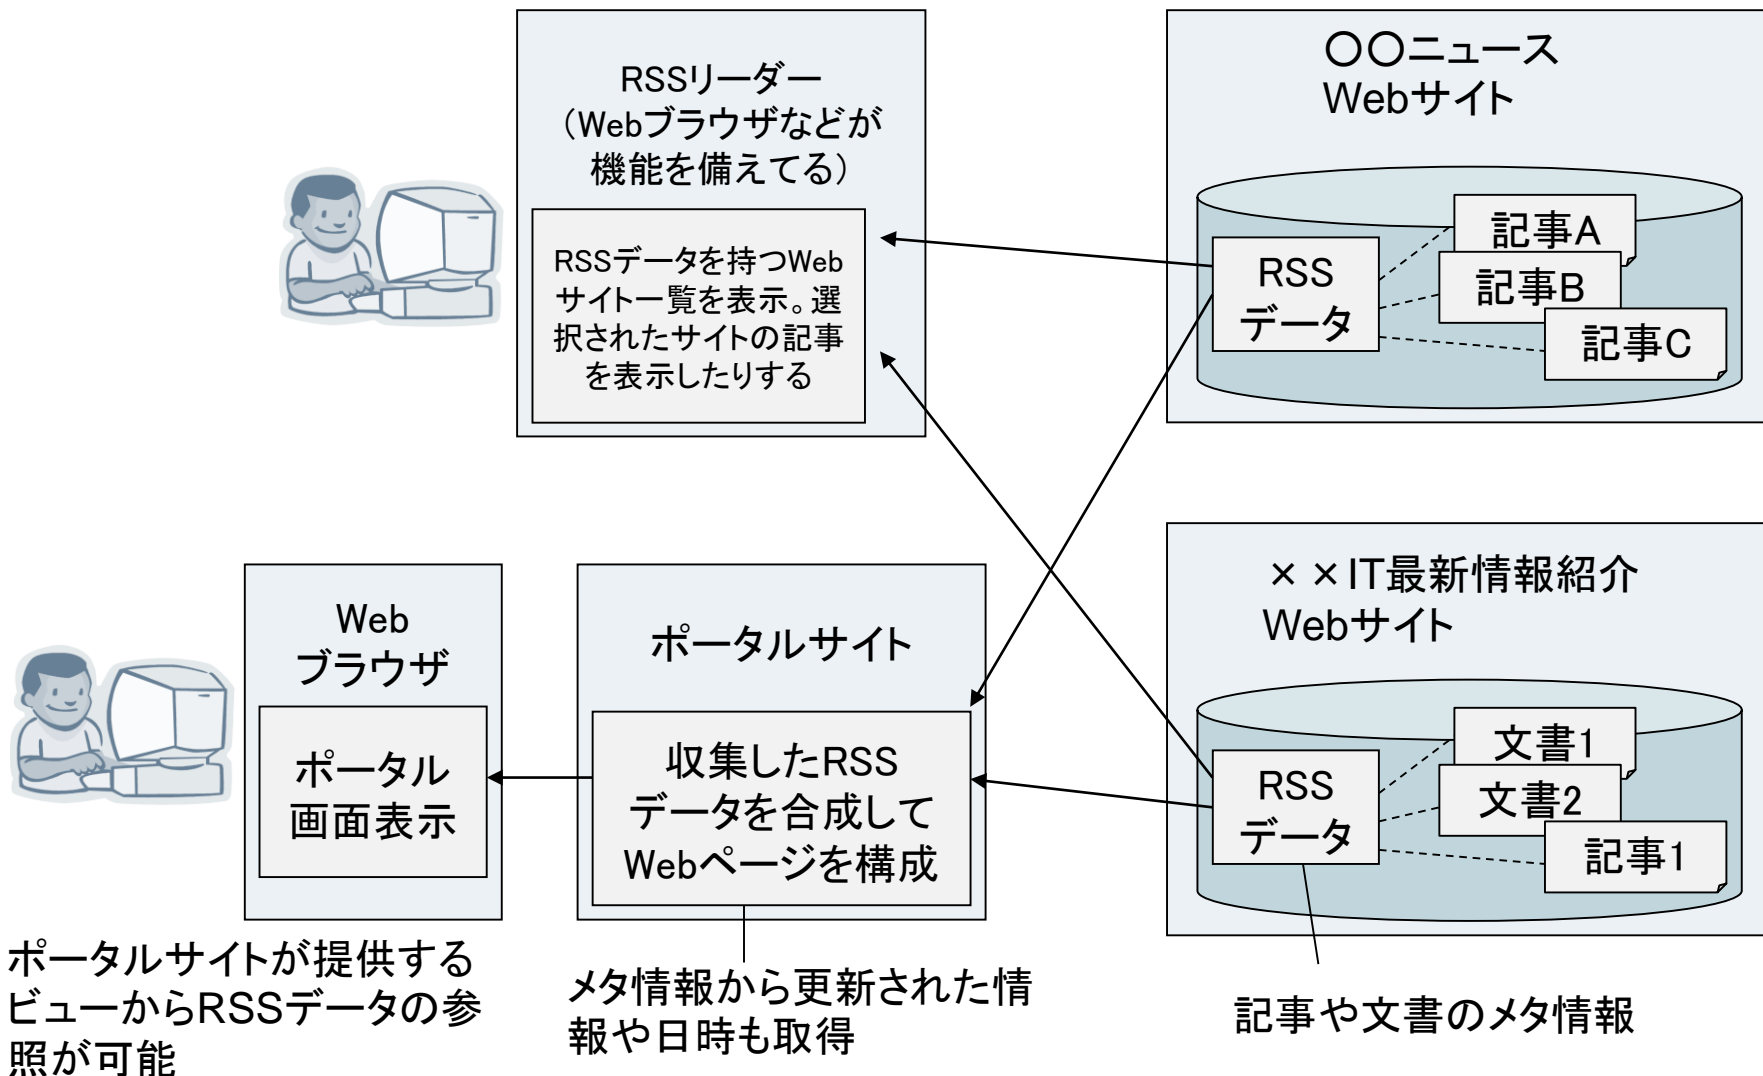 RSSリーダー
（Webブラウザなどが
機能を備えてる）
RSSデータを持つWeb
サイト一覧を表示。選
択されたサイトの記事
を表示したりする
〇〇ニュース
Webサイト
RSS
データ
記事A
記事B
記事C
Web
ブラウザ
ポータル
画面表示
ポータルサイト
収集したRSS
データを合成して
Webページを構成
××IT最新情報紹介
Webサイト
RSS
データ
文書1
文書2
記事1
ポータルサイトが提供する
ビューからRSSデータの参
照が可能
メタ情報から更新された情
報や日時も取得
記事や文書のメタ情報